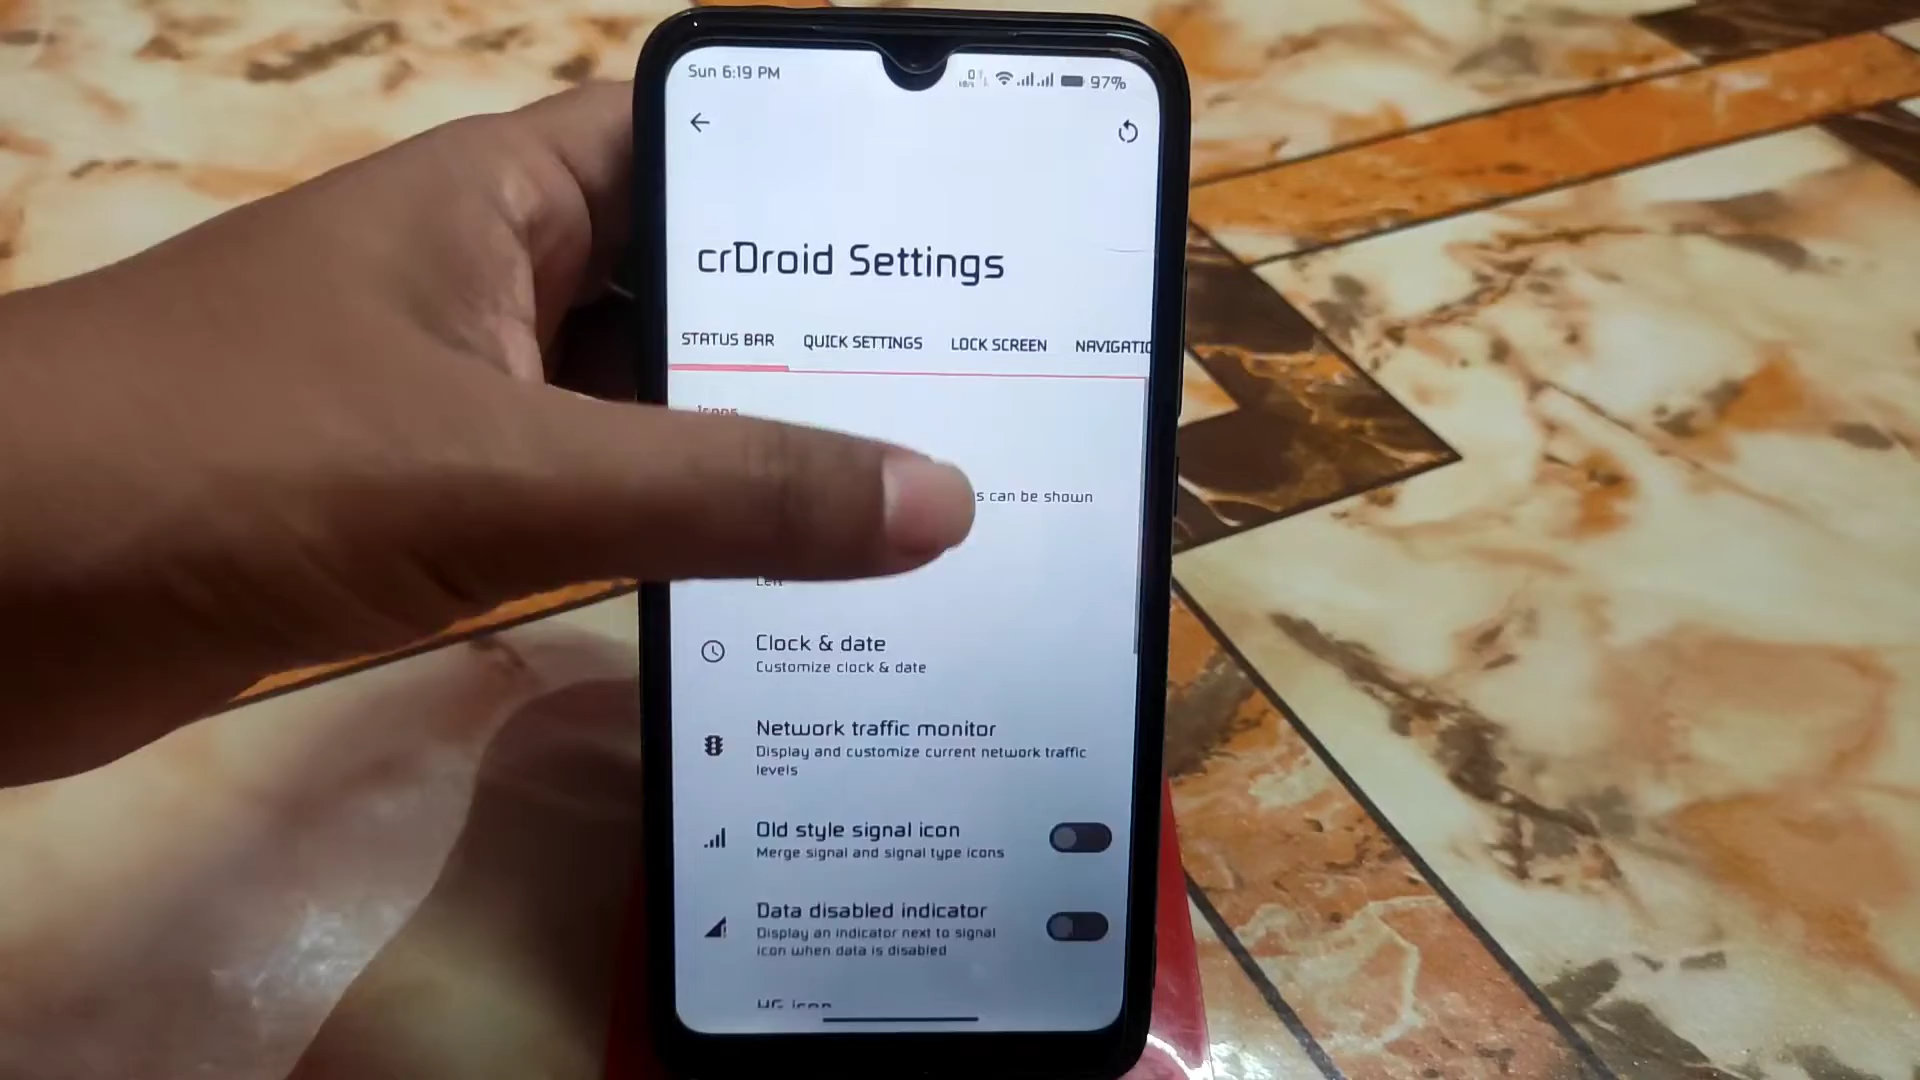 Sun 6:19 PM
97%
crDroid Settings
STATUS BAR QUICK SETTINGS LOCK SCREEN NAVIGATIO
Icons
s can be shown
Left
Clock & date
Customize clock & date
Network traffic monitor
Display and customize current network traffic
levels
Old style signal icon
Merge signal and signal type icons
Data disabled indicator
Display an indicator next to signal
icon when data is disabled